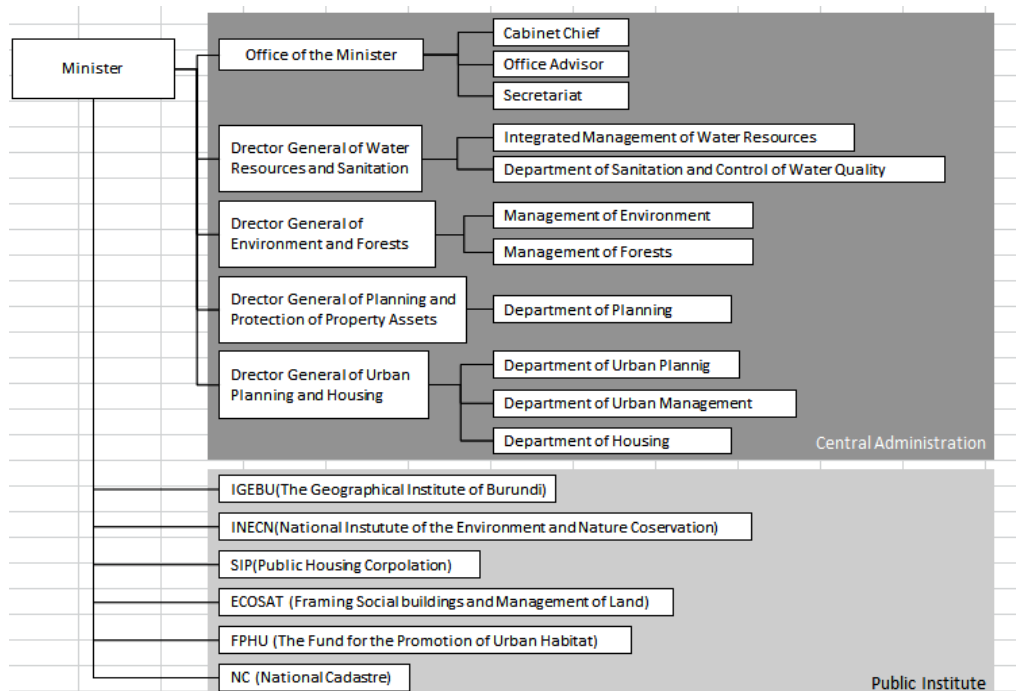 Minister
Office of the Minister
Cabinet Chief
Office Advisor
Secretariat
Drector General of Water
Resources and Sanitation
Integrated Management of Water Resources
Department of Sanitation and Control of Water Quality
Director General of
Environment and Forests
Management of Environment
Management of Forests
Drector General of Planning and
Protection of Property Assets
Department of Planning
Director General of Urban
Planning and Housing
Department of Urban Plannig
Department of Urban Management
Department of Housing
Central Administration
IGEBU(The Geographical Institute of Burundi)
INECN(National Instutute of the Environment and Nature Coservation)
SIP(Public Housing Corpolation)
ECOSAT (Framing Social buildings and Management of Land)
FPHU (The Fund for the Promotion of Urban Habitat)
NC (National Cadastre)
Public Institute